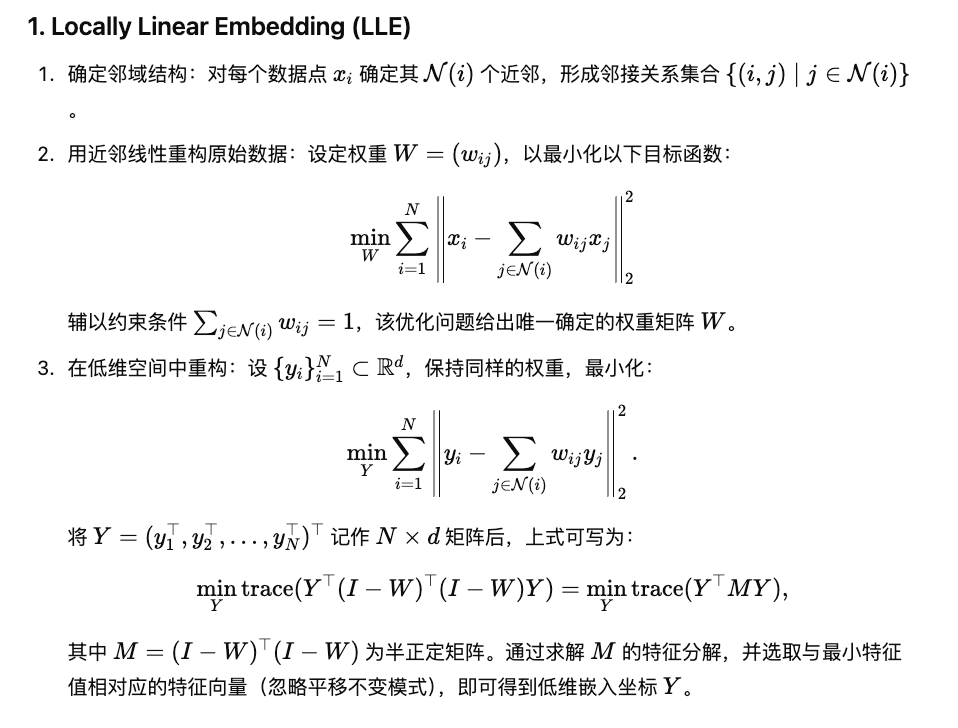 1. Locally Linear Embedding (LLE)
1. 确定邻域结构：对每个数据点 $x_i$ 确定其 $\mathcal{N}(i)$ 个近邻，形成邻接关系集合 $\{(i,j) \mid j \in \mathcal{N}(i)\}$
。
2. 用近邻线性重构原始数据：设定权重 $W = (w_{ij})$，以最小化以下目标函数：
$$\min_W \sum_{i=1}^{N} \left\| x_i - \sum_{j \in \mathcal{N}(i)} w_{ij} x_j \right\|_2^2$$
辅以约束条件 $\sum_{j \in \mathcal{N}(i)} w_{ij} = 1$，该优化问题给出唯一确定的权重矩阵 $W$。
3. 在低维空间中重构：设 $\{y_i\}_{i=1}^{N} \subset \mathbb{R}^d$，保持同样的权重，最小化：
$$\min_Y \sum_{i=1}^{N} \left\| y_i - \sum_{j \in \mathcal{N}(i)} w_{ij} y_j \right\|_2^2 .$$
将 $Y = (y_1^\top, y_2^\top, \ldots, y_N^\top)^\top$ 记作 $N \times d$ 矩阵后，上式可写为：
$$\min_Y \text{trace}(Y^\top (I - W)^\top (I - W) Y) = \min_Y \text{trace}(Y^\top M Y),$$
其中 $M = (I - W)^\top (I - W)$ 为半正定矩阵。通过求解 $M$ 的特征分解，并选取与最小特征
值相对应的特征向量（忽略平移不变模式），即可得到低维嵌入坐标 $Y$。